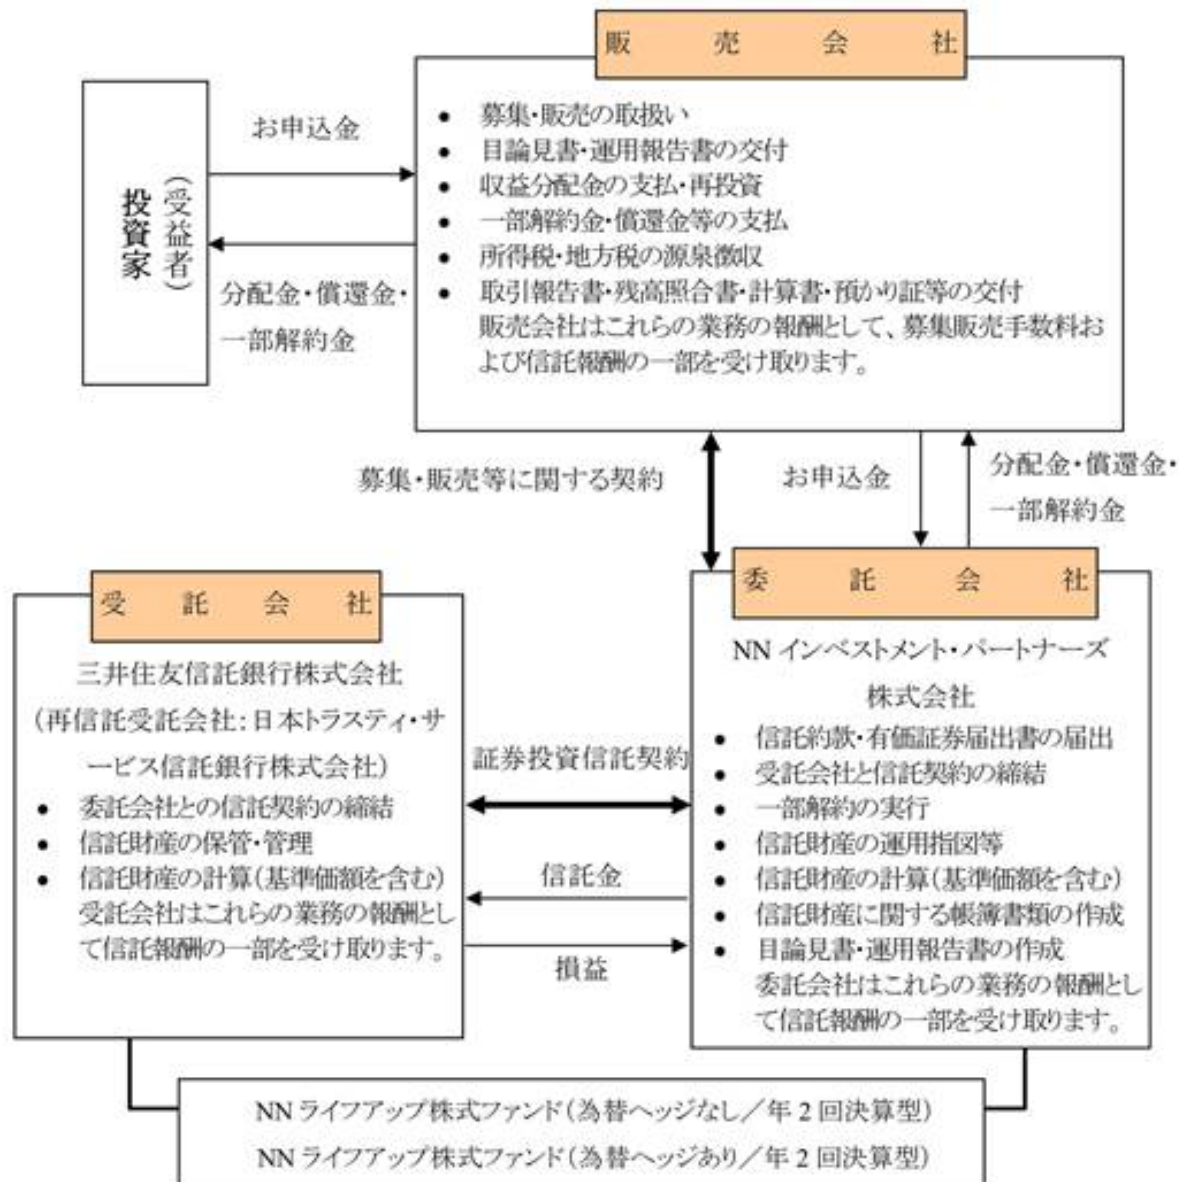 販売会社
投資家
(受益者)
お申込金
分配金・償還金・
一部解約金
● 募集・販売の取扱い
● 目論見書・運用報告書の交付
● 収益分配金の支払・再投資
● 一部解約金・償還金等の支払
● 所得税・地方税の源泉徴収
● 取引報告書・残高照合書・計算書・預かり証等の交付
販売会社はこれらの業務の報酬として、募集販売手数料お
よび信託報酬の一部を受け取ります。
募集・販売等に関する契約
お申込金
分配金・償還金・
一部解約金
受託会社
三井住友信託銀行株式会社
(再信託受託会社:日本トラスティ・サ
ービス信託銀行株式会社)
● 委託会社との信託契約の締結
● 信託財産の保管・管理
● 信託財産の計算(基準価額を含む)
受託会社はこれらの業務の報酬とし
て信託報酬の一部を受け取ります。
証券投資信託契約
信託金
損益
委託会社
NN インベストメント・パートナーズ
株式会社
● 信託約款・有価証券届出書の届出
● 受託会社と信託契約の締結
● 一部解約の実行
● 信託財産の運用指図等
● 信託財産の計算(基準価額を含む)
● 信託財産に関する帳簿書類の作成
● 目論見書・運用報告書の作成
委託会社はこれらの業務の報酬とし
て信託報酬の一部を受け取ります。
NN ライフアップ株式ファンド(為替ヘッジなし/年 2 回決算型)
NN ライフアップ株式ファンド(為替ヘッジあり/年 2 回決算型)